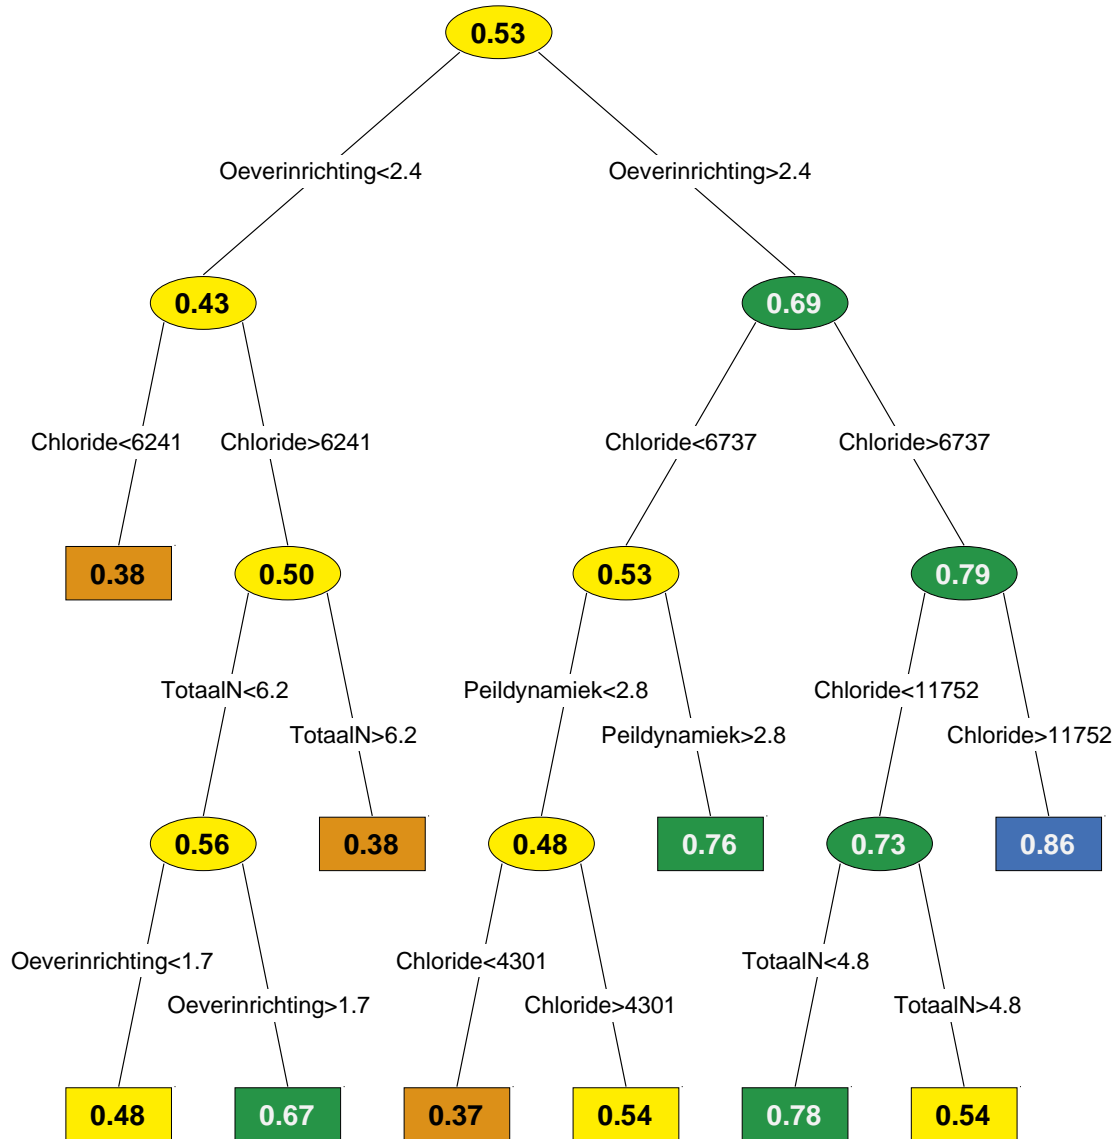 0.53
Oeverinrichting<2.4 Oeverinrichting>2.4
0.43 0.69
Chloride<6241 Chloride>6241 Chloride<6737 Chloride>6737
0.38 0.50 0.53 0.79
TotaalN<6.2 Peildynamiek<2.8 Chloride<11752
TotaalN>6.2 Peildynamiek>2.8 Chloride>11752
0.56 0.38 0.48 0.76 0.73 0.86
Oeverinrichting<1.7 Chloride<4301 TotaalN<4.8
Oeverinrichting>1.7 Chloride>4301 TotaalN>4.8
0.48 0.67 0.37 0.54 0.78 0.54